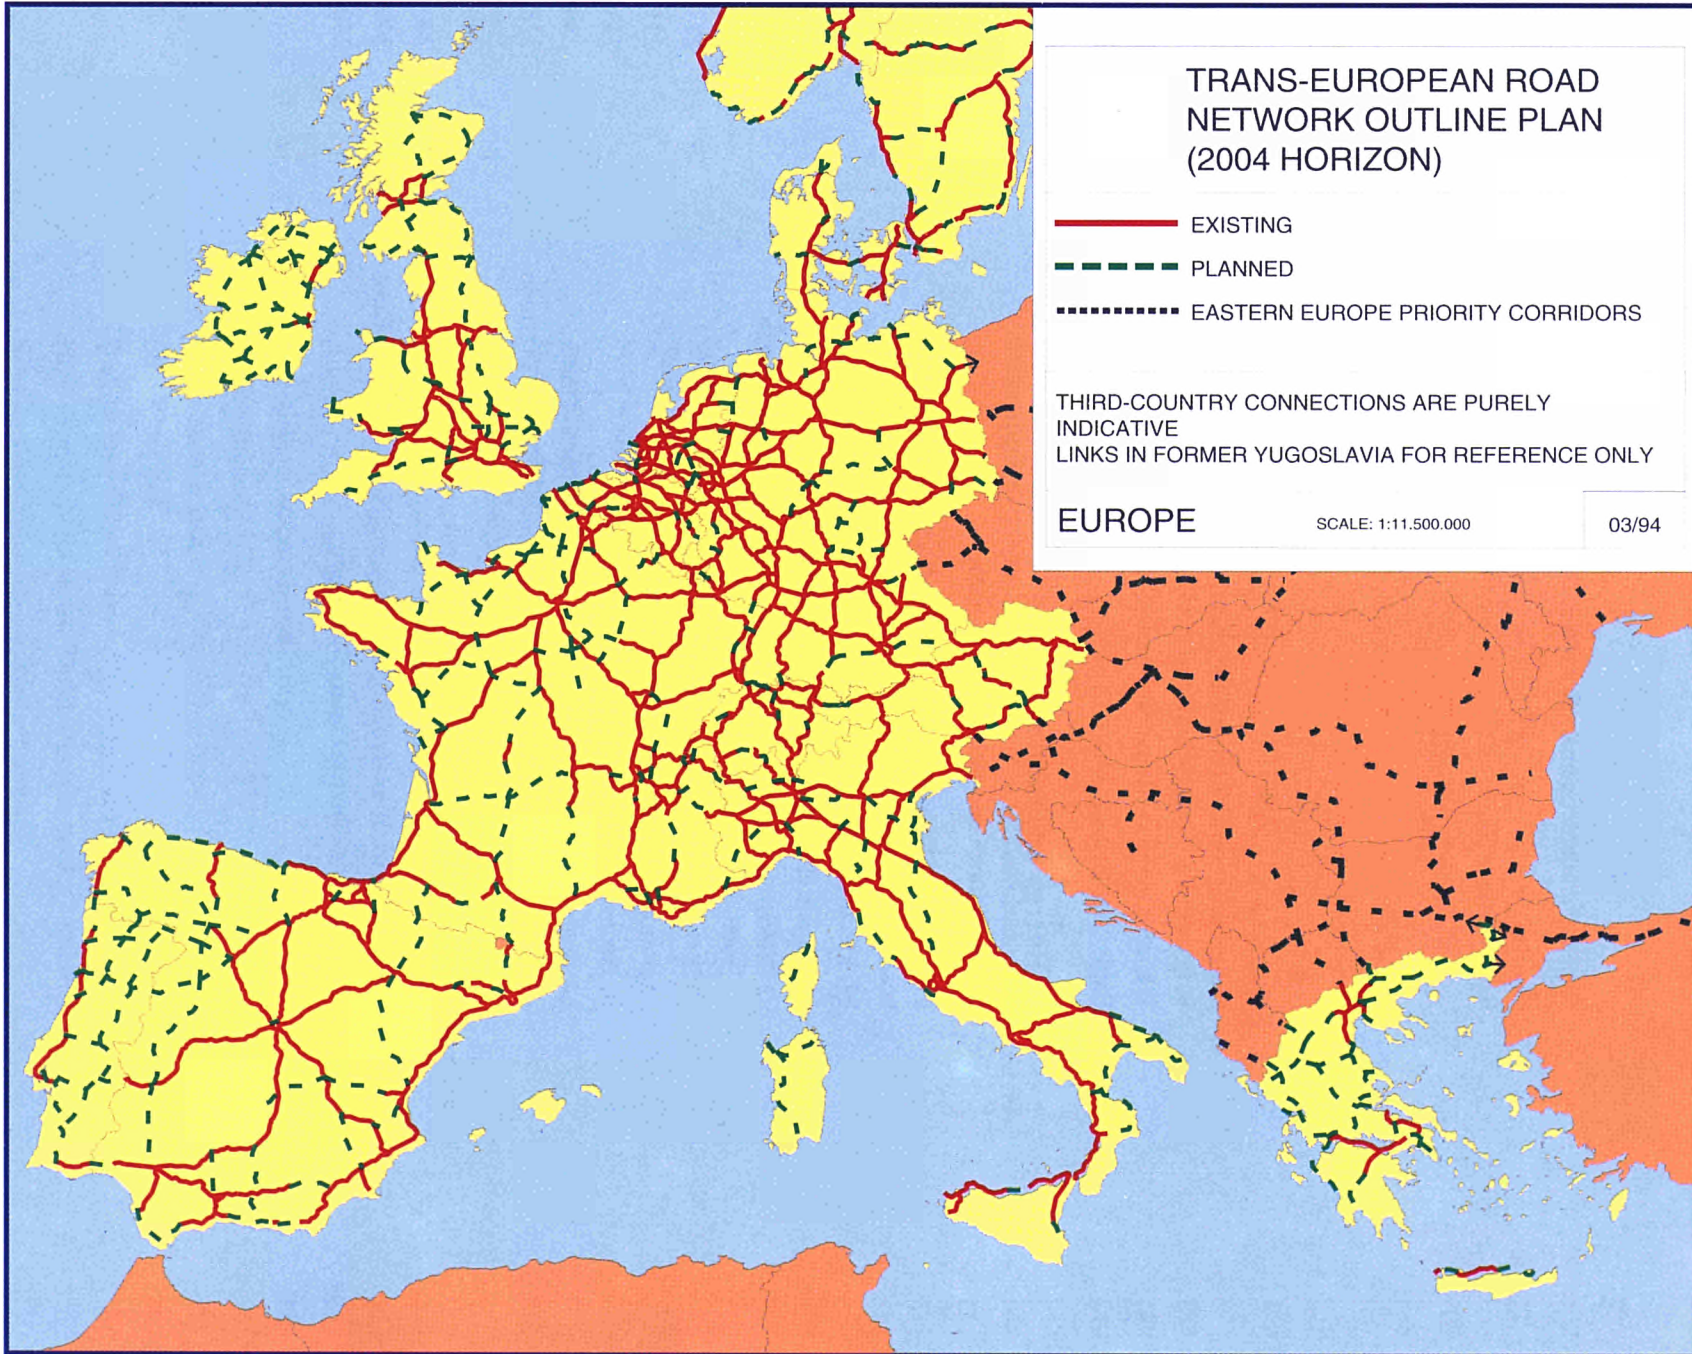 TRANS-EUROPEAN ROAD
NETWORK OUTLINE PLAN
(2004 HORIZON)
EXISTING
PLANNED
EASTERN EUROPE PRIORITY CORRIDORS
THIRD-COUNTRY CONNECTIONS ARE PURELY
INDICATIVE
LINKS IN FORMER YUGOSLAVIA FOR REFERENCE ONLY
EUROPE
SCALE: 1:11.500.000
03/94